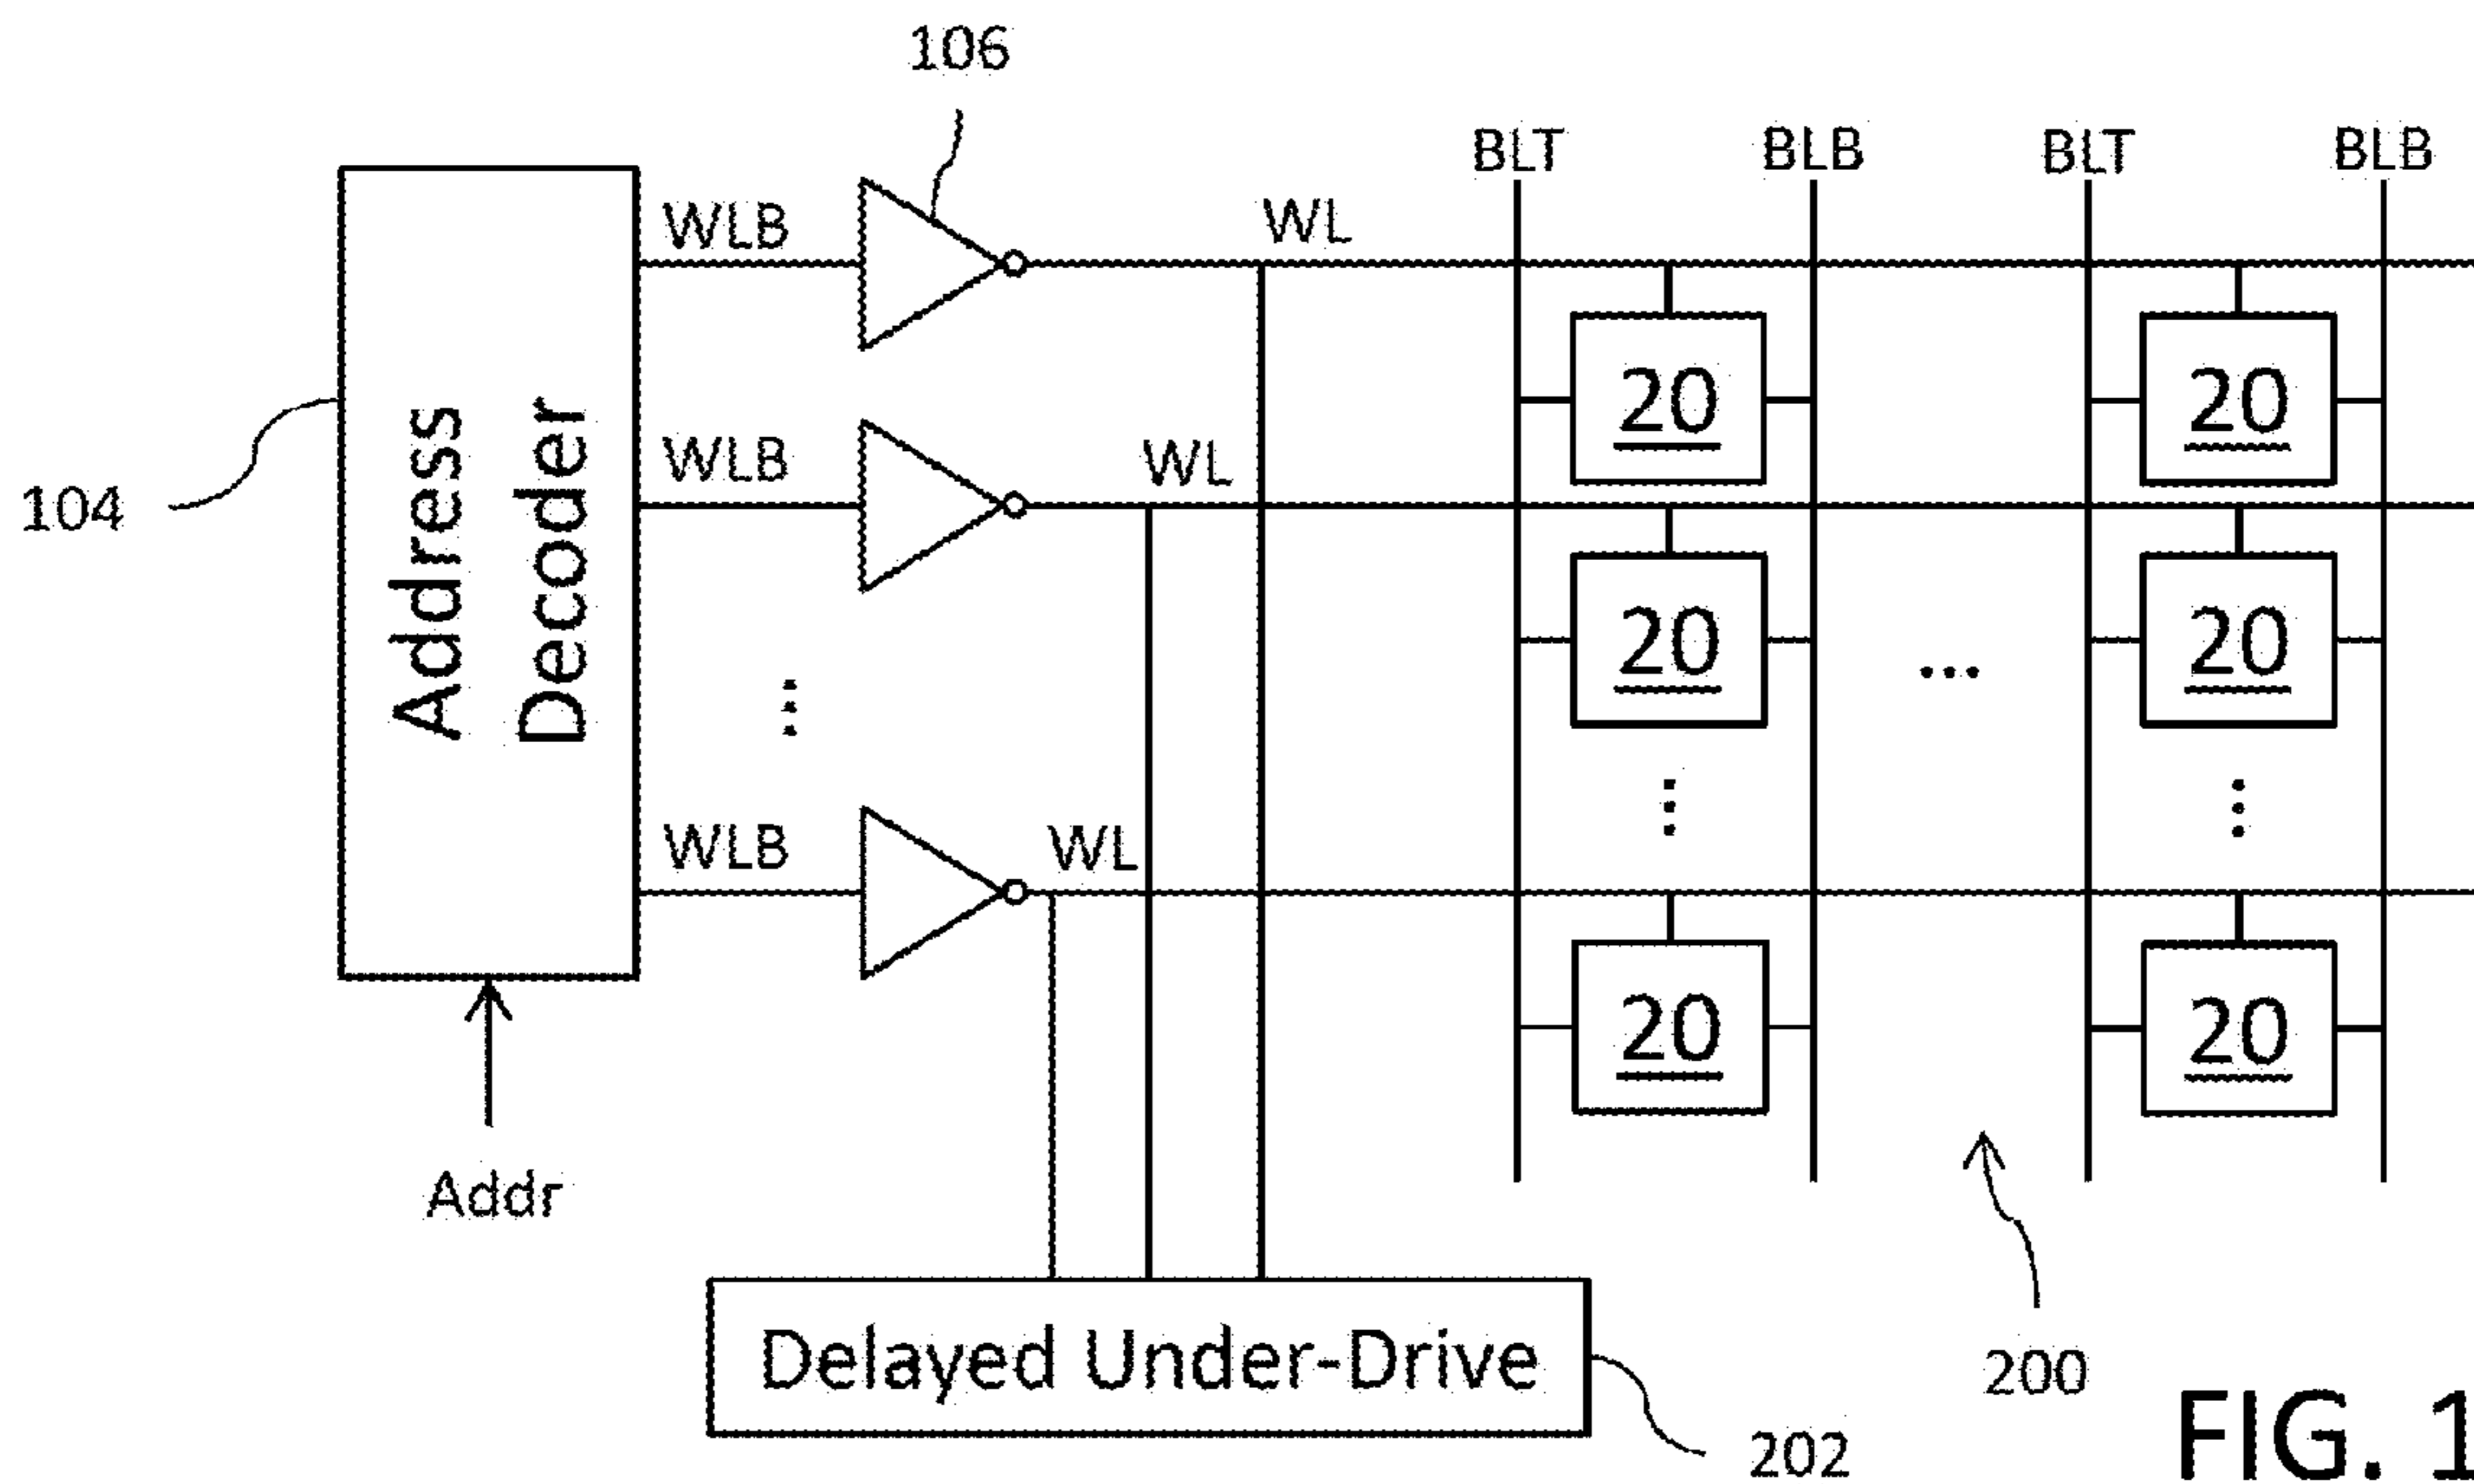 106
BLT BLB BLT BLB
WLB WL
20 20
104
Address
Decoder
WLB WL
20 20
...
WLB WL
20 20
Addr
Delayed Under-Drive
200
202
FIG. 1